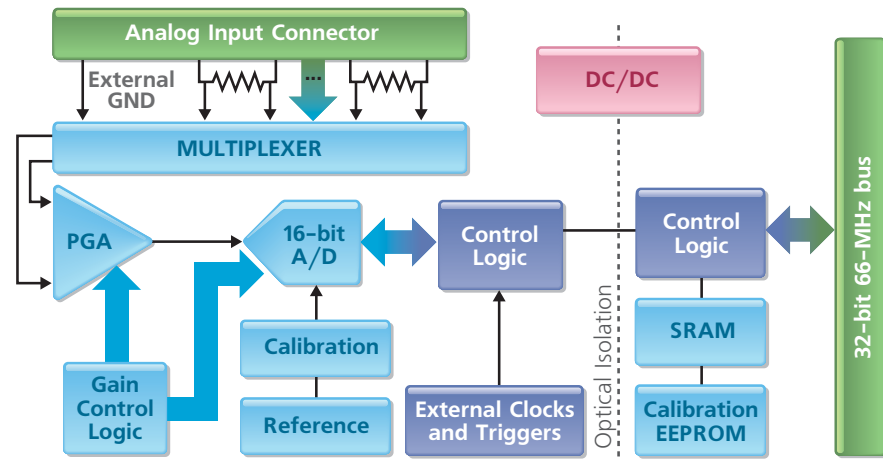 Analog Input Connector
External
GND
...
DC/DC
MULTIPLEXER
PGA
16-bit
A/D
Control
Logic
Control
Logic
32-bit 66-MHz bus
Optical Isolation
Calibration
SRAM
Gain
Control
Logic
Reference
External Clocks
and Triggers
Calibration
EEPROM